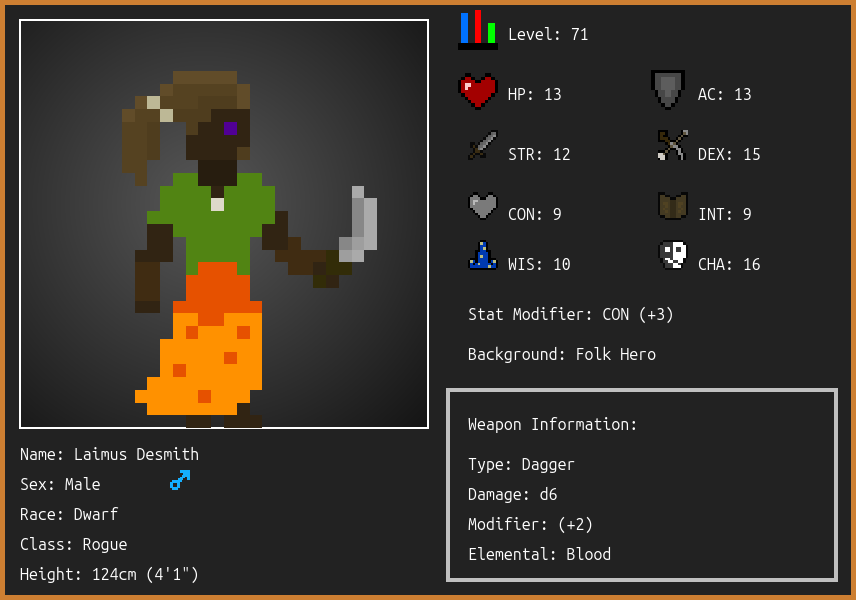 Level: 71
HP: 13
AC: 13
STR: 12
DEX: 15
CON: 9
INT: 9
WIS: 10
CHA: 16
Stat Modifier: CON (+3)
Background: Folk Hero
Weapon Information:
Type: Dagger
Damage: d6
Modifier: (+2)
Elemental: Blood
Name: Laimus Desmith
Sex: Male
Race: Dwarf
Class: Rogue
Height: 124cm (4'1")